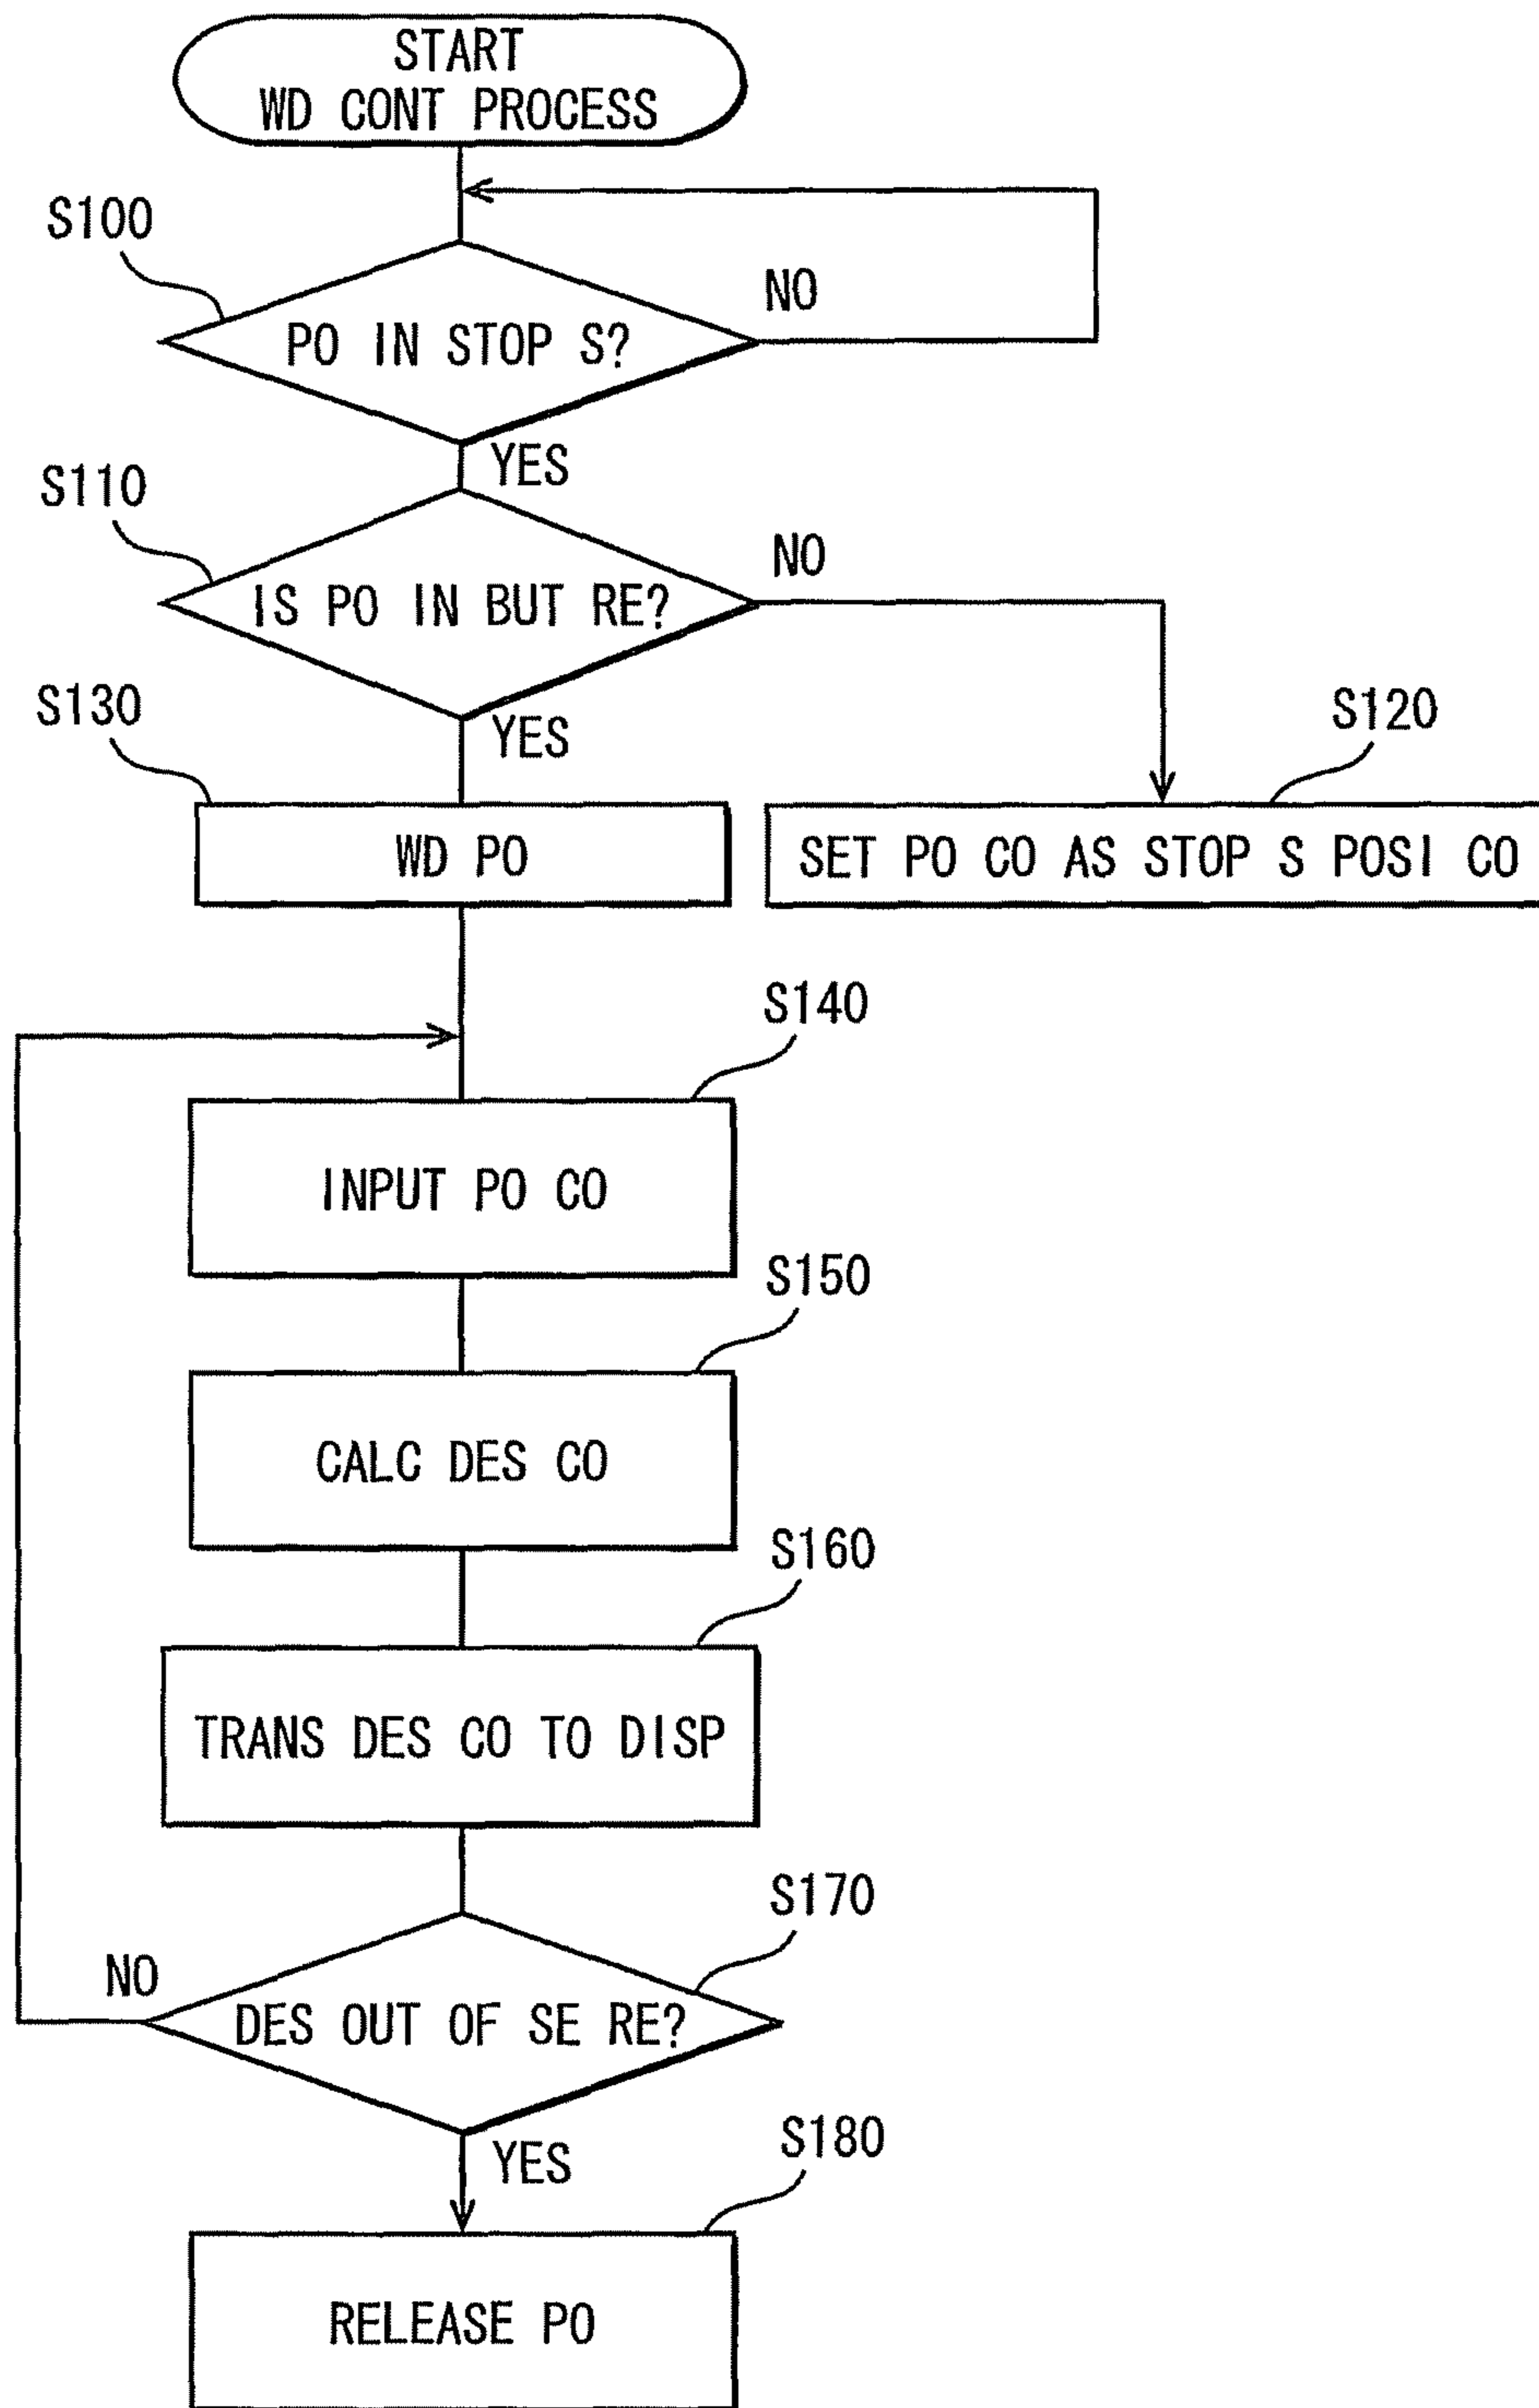 START
WD CONT PROCESS
S100
NO
PO IN STOP S?
YES
S110
NO
IS PO IN BUT RE?
YES
S130
S120
WD PO
SET PO CO AS STOP S POSI CO
S140
INPUT PO CO
S150
CALC DES CO
S160
TRANS DES CO TO DISP
S170
NO
DES OUT OF SE RE?
YES
S180
RELEASE PO